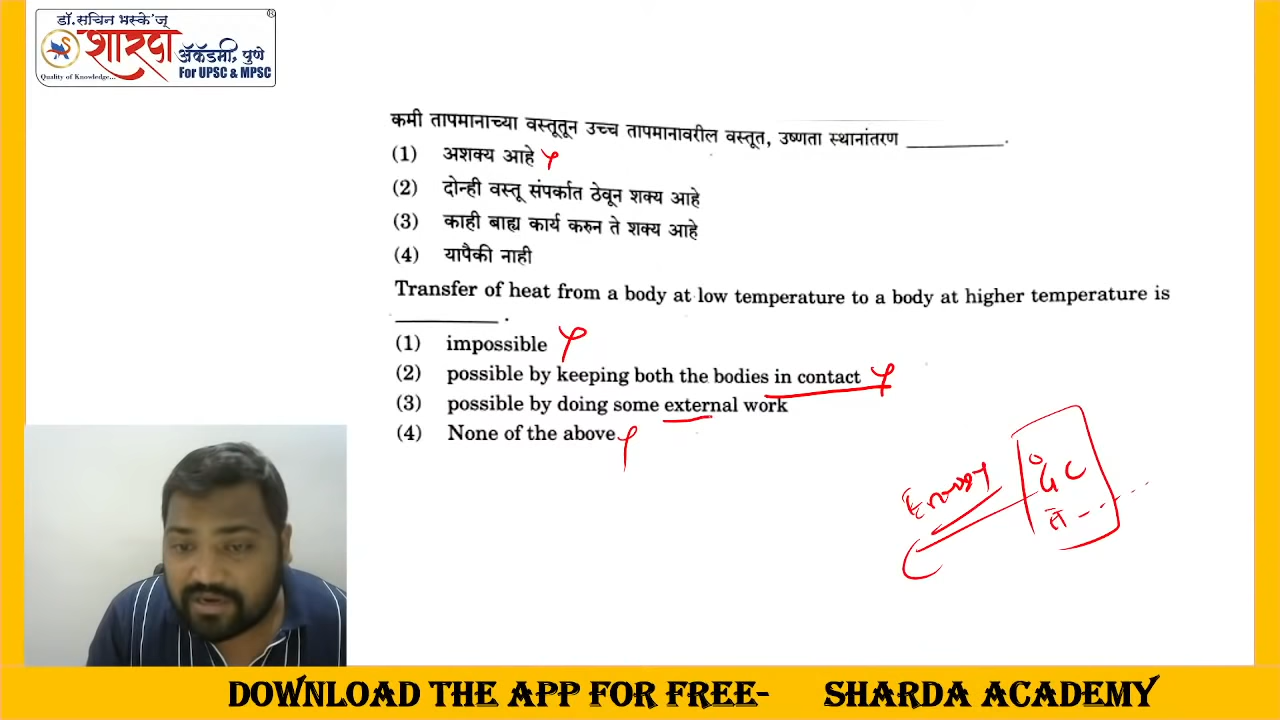 डॉ.सचिन भस्के'ज्
®
शारदा
ॲकॅडमी, पुणे
For UPSC & MPSC
Quality of Knowledge...
कमी तापमानाच्या वस्तूतून उच्च तापमानावरील वस्तूत, उष्णता स्थानांतरण ________.
(1) अशक्य आहे
(2) दोन्ही वस्तू संपर्कात ठेवून शक्य आहे
(3) काही बाह्य कार्य करुन ते शक्य आहे
(4) यापैकी नाही
Transfer of heat from a body at low temperature to a body at higher temperature is
________.
(1) impossible
(2) possible by keeping both the bodies in contact
(3) possible by doing some external work
(4) None of the above
DOWNLOAD THE APP FOR FREE- SHARDA ACADEMY